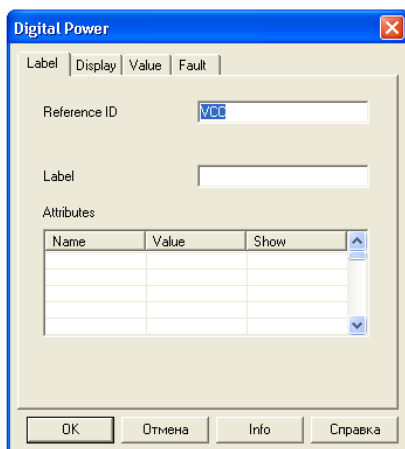 Digital Power
Label Display Value Fault
Reference ID VCC
Label
Attributes
Name Value Show
OK Отмена Info Справка